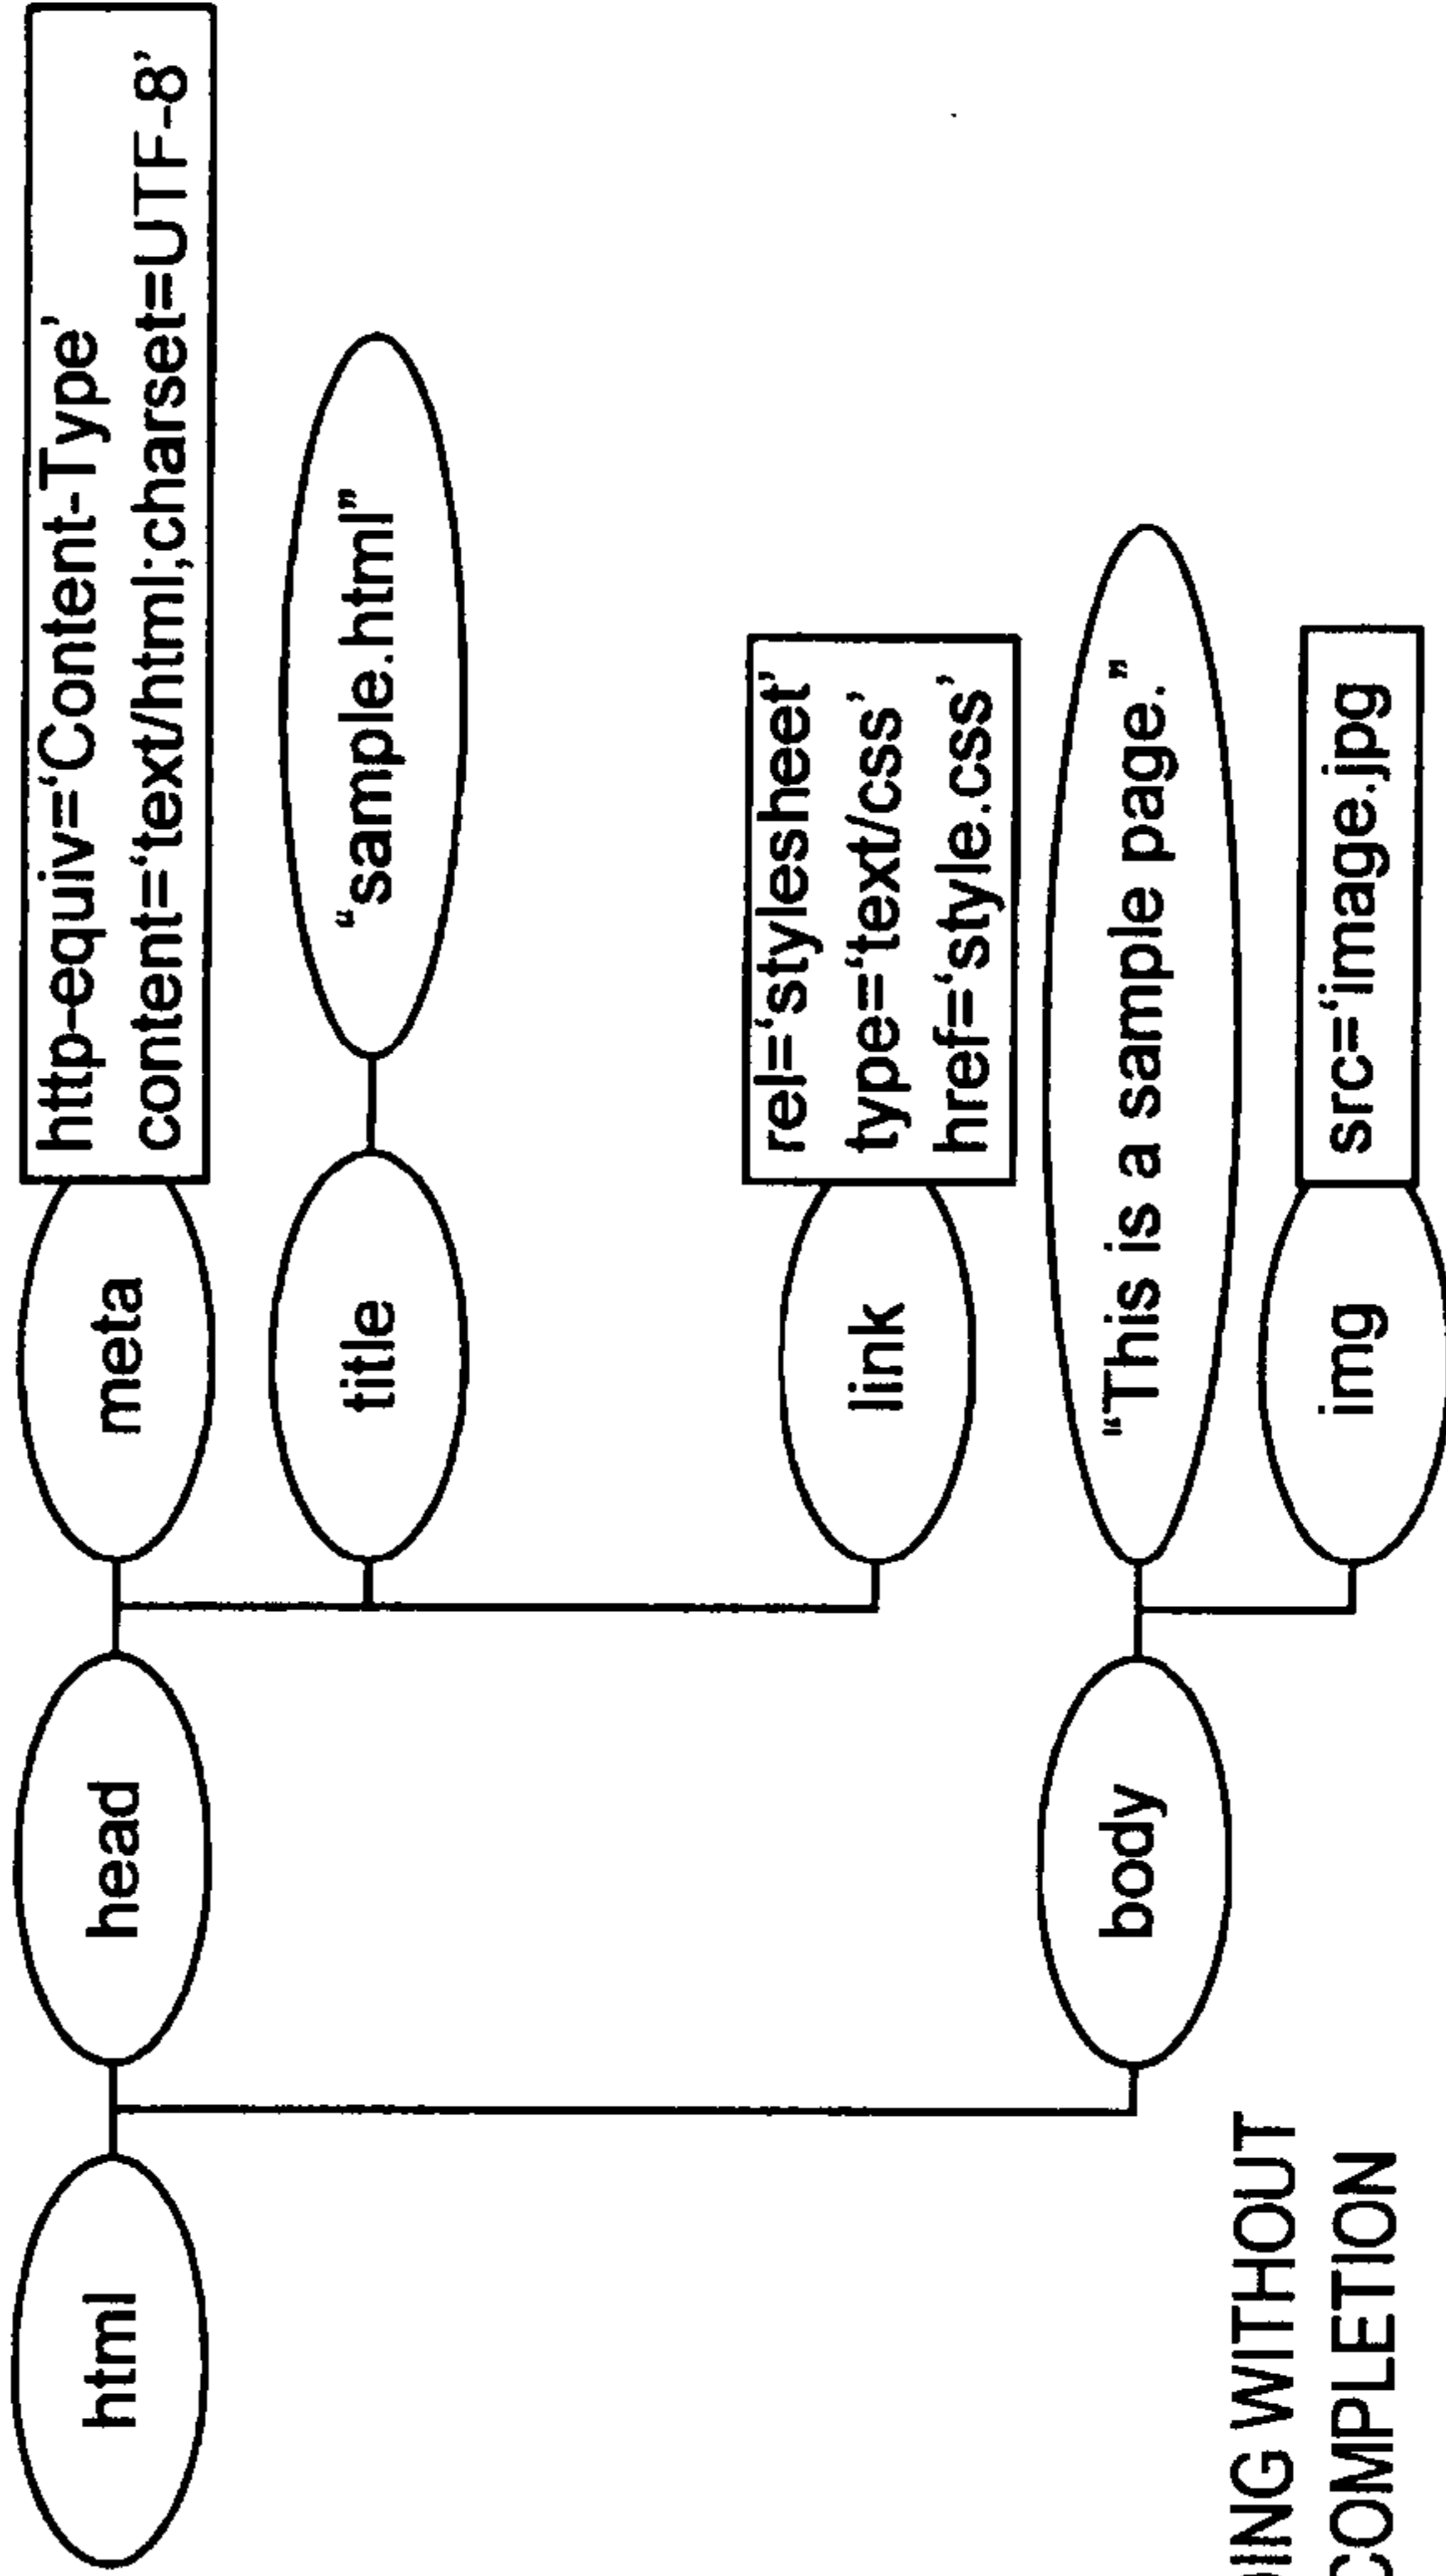 html
head
meta
http-equiv=‘Content-Type’
content=‘text/html;charset=UTF-8’
title
“sample.html”
link
rel=‘stylesheet’
type=‘text/css’
href=‘style.css’
body
“This is a sample page.”
img
src=‘image.jpg
WITHOUT
COMPLETION